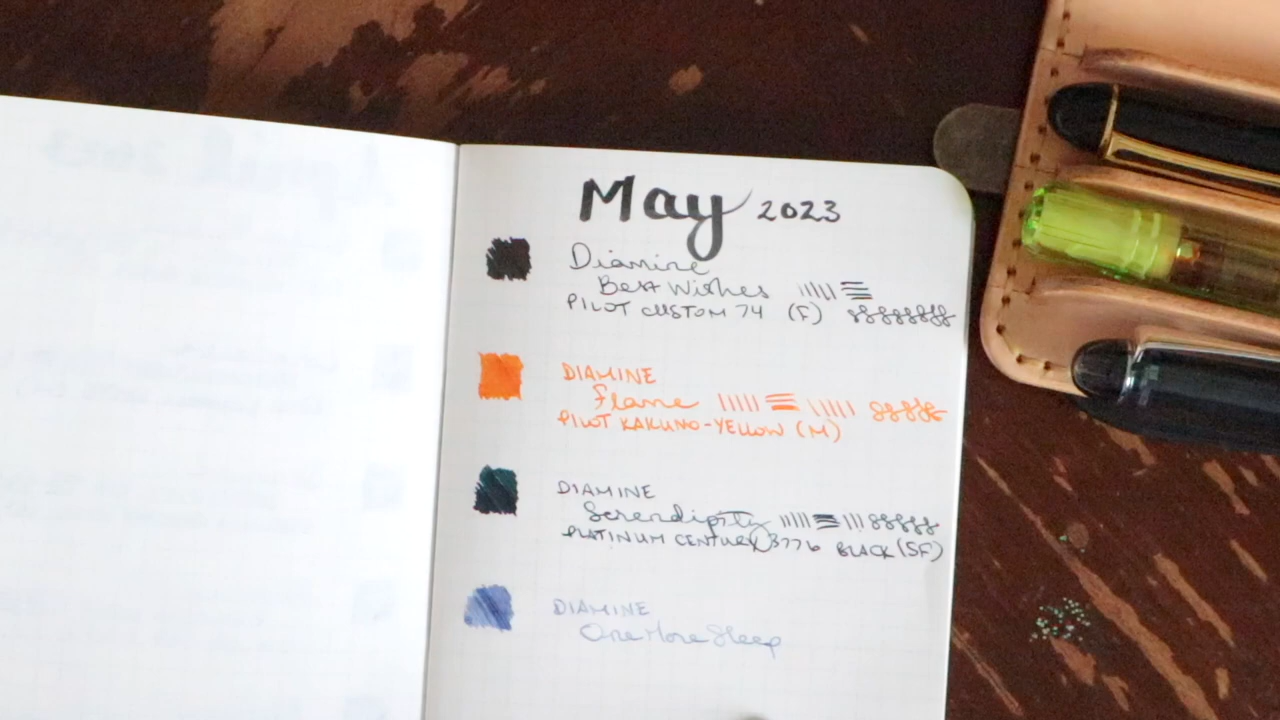 May 2023
Diamine
Best Wishes
PILOT CUSTOM 74 (F)
DIAMINE
Flame
PILOT KAKUNO-YELLOW (M)
DIAMINE
Serendipity
PLATINUM CENTURY 3776 BLACK (SF)
DIAMINE
One More Sleep